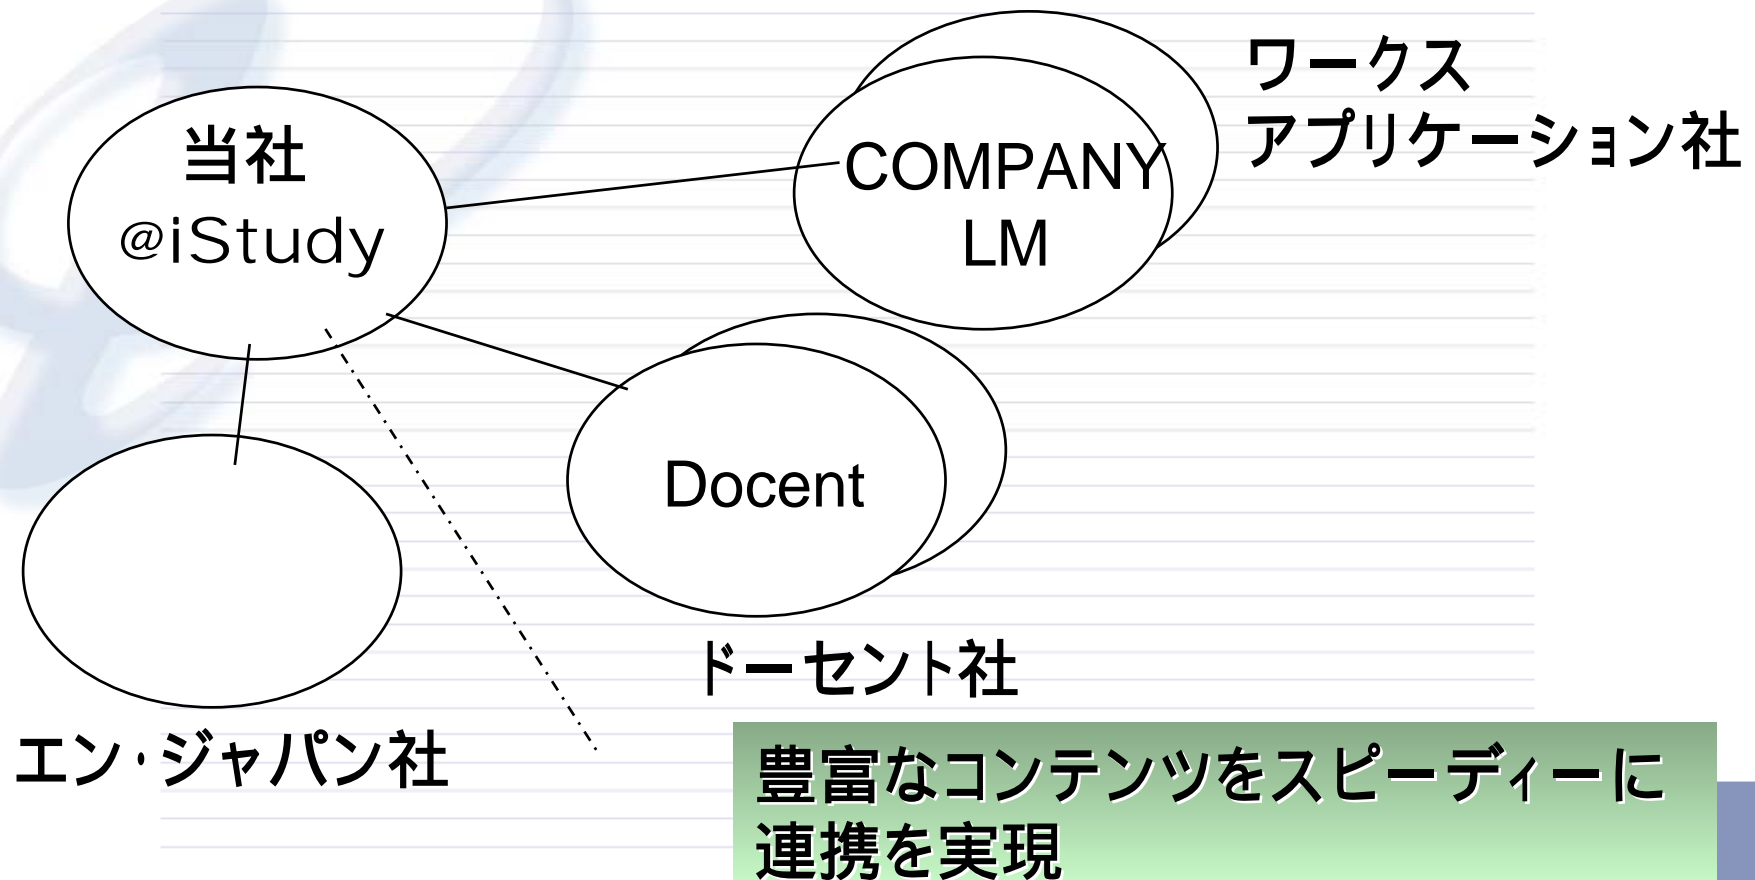 当社
@iStudy
COMPANY
LM
ワークス
アプリケーション社
Docent
ドーセント社
エン・ジャパン社
豊富なコンテンツをスピーディーに
連携を実現